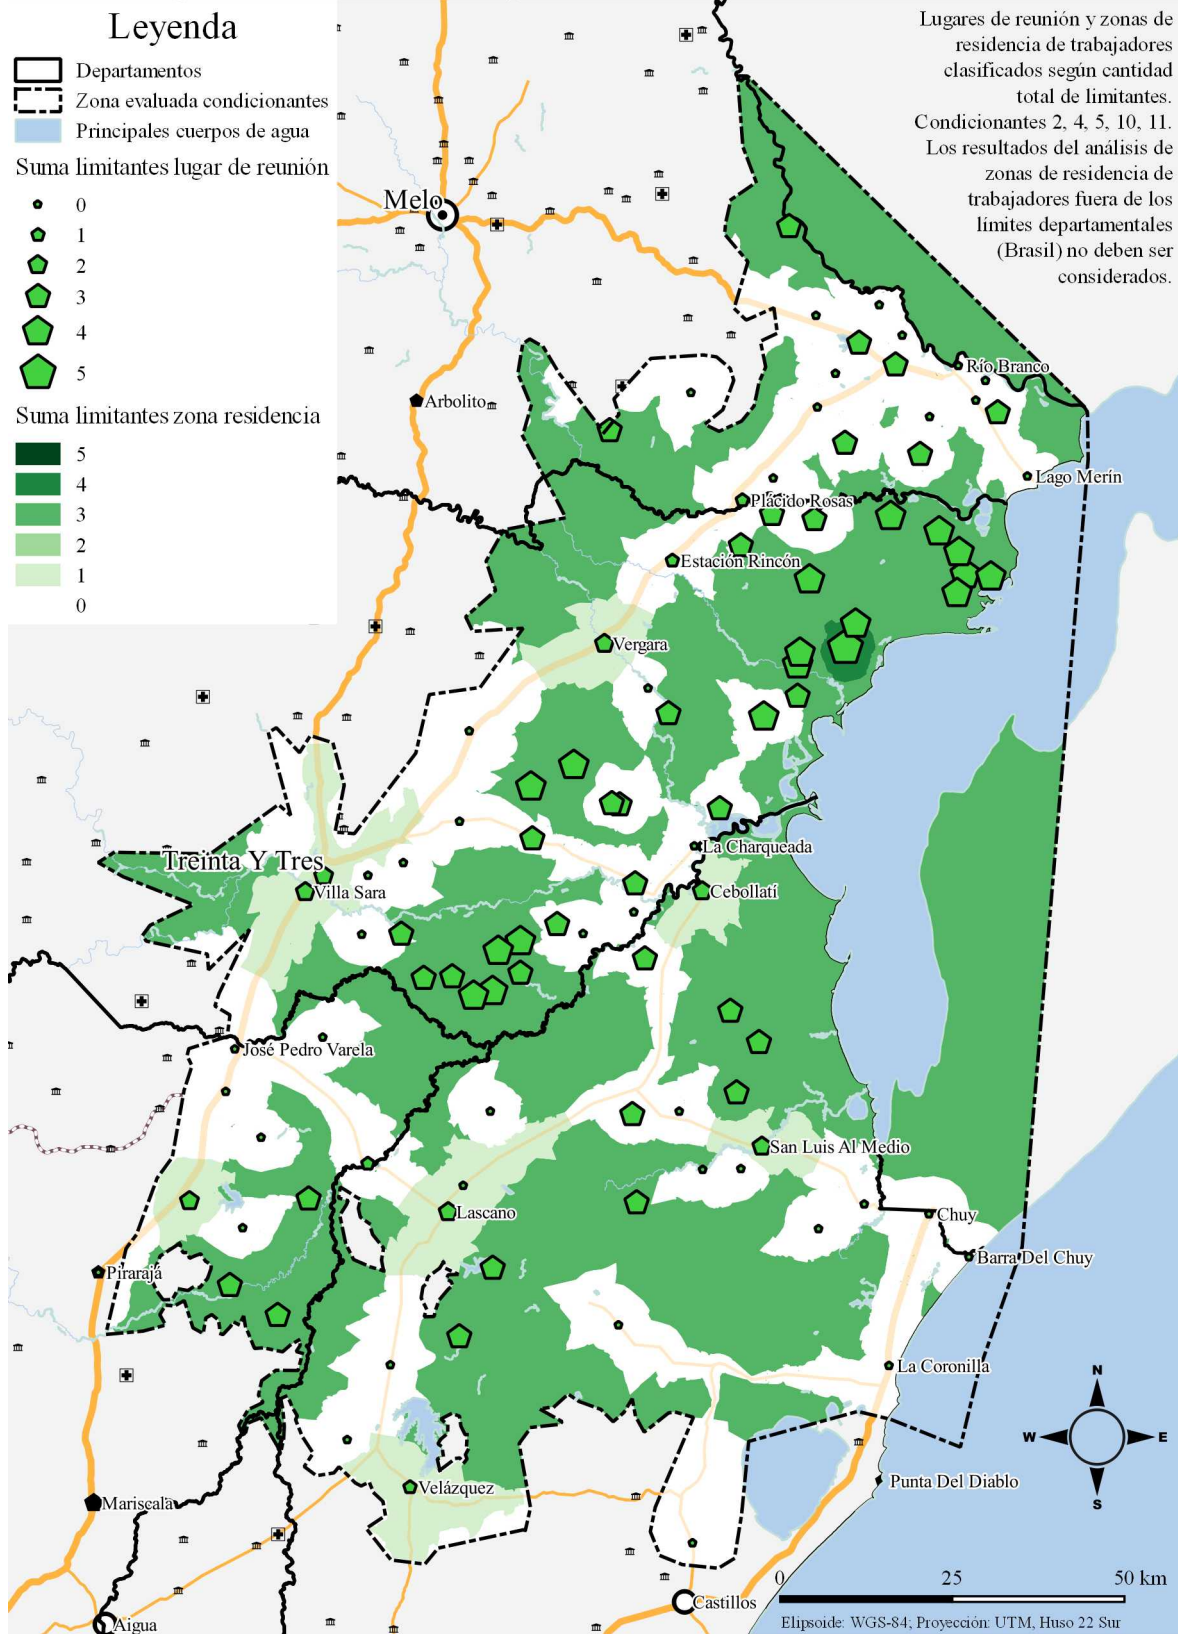 Leyenda
Departamentos
Zona evaluada condicionantes
Principales cuerpos de agua
Suma limitantes lugar de reunión
0
1
2
3
4
5
Suma limitantes zona residencia
5
4
3
2
1
0
Lugares de reunión y zonas de
residencia de trabajadores
clasificados según cantidad
total de limitantes.
Condicionantes 2, 4, 5, 10, 11.
Los resultados del análisis de
zonas de residencia de
trabajadores fuera de los
límites departamentales
(Brasil) no deben ser
considerados.
Melo
Río Branco
Arbolito
Lago Merín
Plácido Rosas
Estación Rincón
Vergara
La Charqueada
Treinta Y Tres
Villa Sara
Cebollatí
José Pedro Varela
San Luis Al Medio
Lascano
Chuy
Barra Del Chuy
Pirarajá
La Coronilla
Velázquez
Punta Del Diablo
Mariscala
Castillos
Aigua
N
W
E
S
0 25 50 km
Elipsoide: WGS-84; Proyección: UTM, Huso 22 Sur